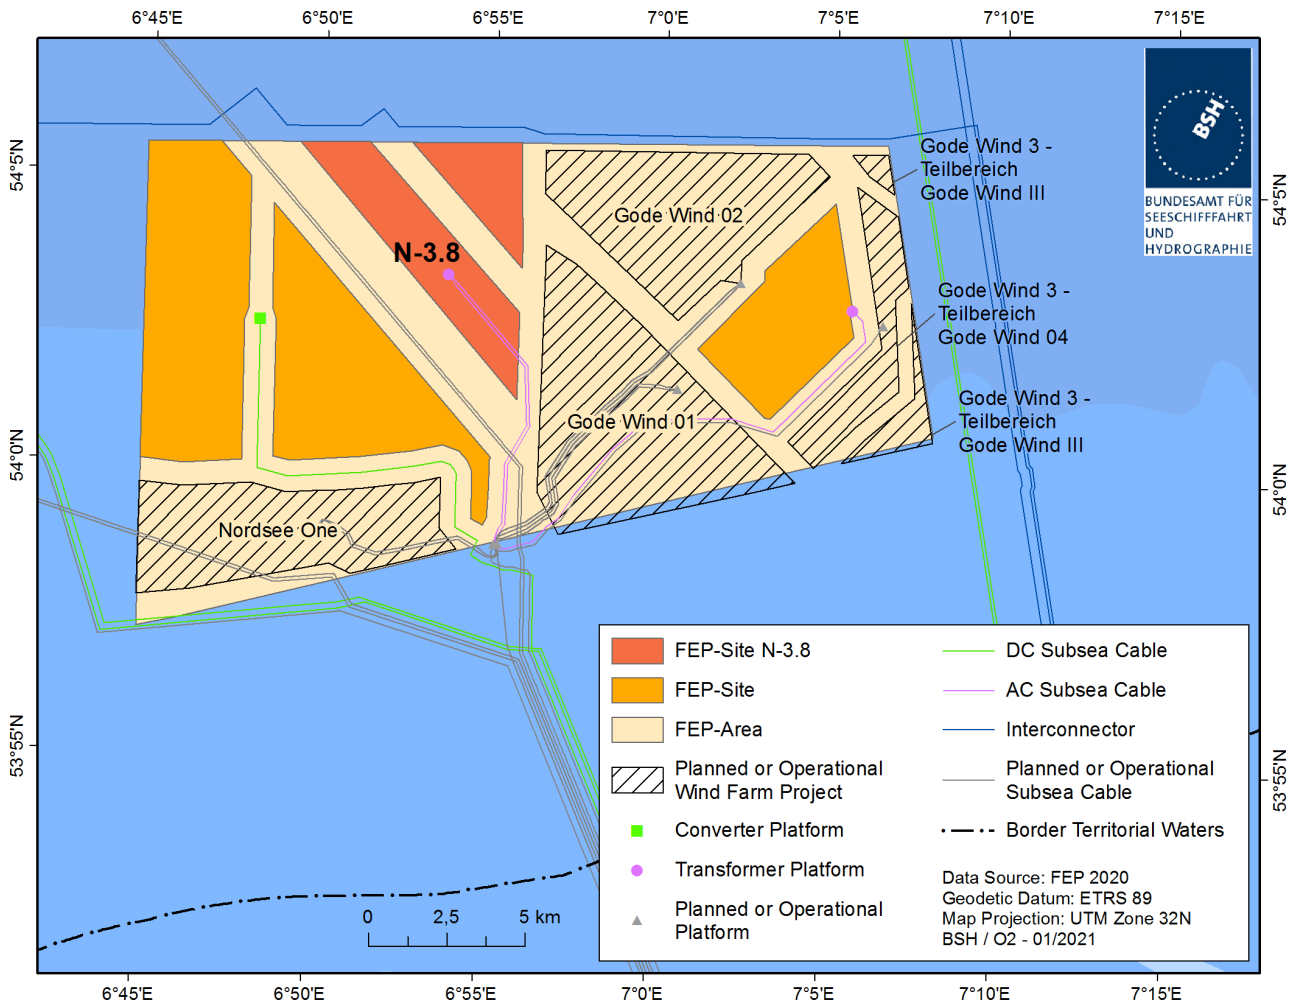 6°45'E 6°50'E 6°55'E 7°0'E 7°5'E 7°10'E 7°15'E
54°5'N
54°0'N
53°55'N
54°5'N
54°0'N
53°55'N
BSH
BUNDESAMT FÜR
SEESCHIFFFAHRT
UND
HYDROGRAPHIE
Gode Wind 3 -
Teilbereich
Gode Wind III
Gode Wind 02
N-3.8
Gode Wind 3 -
Teilbereich
Gode Wind 04
Gode Wind 3 -
Teilbereich
Gode Wind III
Gode Wind 01
Nordsee One
FEP-Site N-3.8
FEP-Site
FEP-Area
Planned or Operational
Wind Farm Project
Converter Platform
Transformer Platform
Planned or Operational
Platform
DC Subsea Cable
AC Subsea Cable
Interconnector
Planned or Operational
Subsea Cable
Border Territorial Waters
Data Source: FEP 2020
Geodetic Datum: ETRS 89
Map Projection: UTM Zone 32N
BSH / O2 - 01/2021
0 2,5 5 km
6°45'E 6°50'E 6°55'E 7°0'E 7°5'E 7°10'E 7°15'E